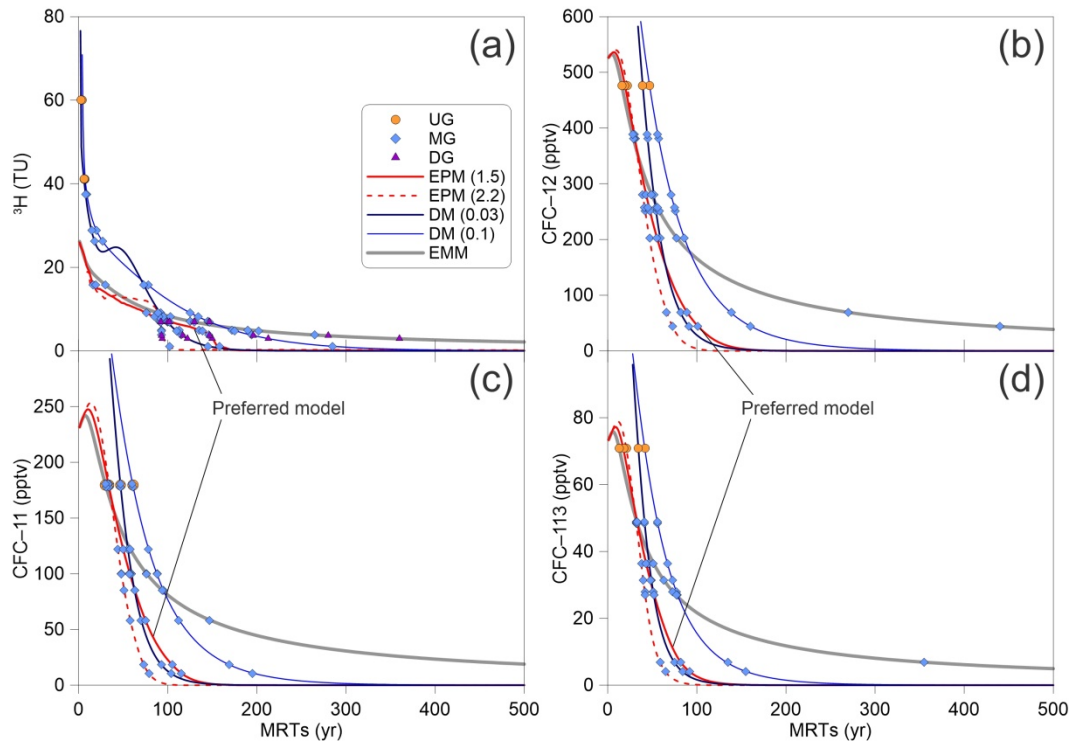 80
60
40
20
0
³H (TU)
(a)
UG
MG
DG
EPM (1.5)
EPM (2.2)
DM (0.03)
DM (0.1)
EMM
600
500
400
300
200
100
0
CFC–12 (pptv)
(b)
250
200
150
100
50
0
CFC–11 (pptv)
(c)
Preferred model
0
100
200
300
400
500
MRTs (yr)
80
60
40
20
0
CFC–113 (pptv)
(d)
Preferred model
0
100
200
300
400
500
MRTs (yr)